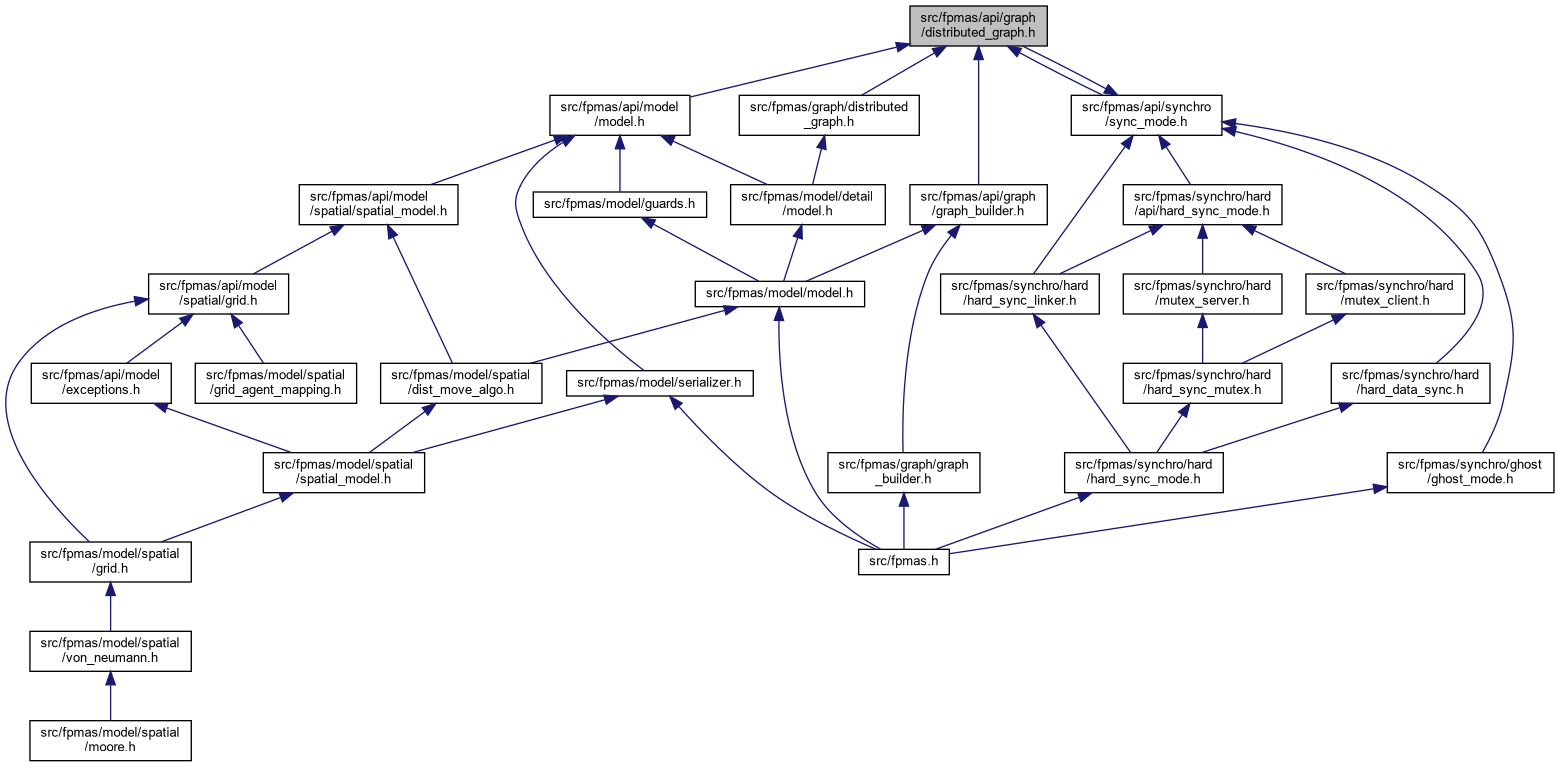 src/fpmas/api/graph
/distributed_graph.h
src/fpmas/api/model
/model.h
src/fpmas/graph/distributed
_graph.h
src/fpmas/api/synchro
/sync_mode.h
src/fpmas/api/model
/spatial/spatial_model.h
src/fpmas/model/guards.h
src/fpmas/model/detail
/model.h
src/fpmas/api/graph
/graph_builder.h
src/fpmas/synchro/hard
/api/hard_sync_mode.h
src/fpmas/api/model
/spatial/grid.h
src/fpmas/model/model.h
src/fpmas/synchro/hard
/hard_sync_linker.h
src/fpmas/synchro/hard
/mutex_server.h
src/fpmas/synchro/hard
/mutex_client.h
src/fpmas/api/model
/exceptions.h
src/fpmas/model/spatial
/grid_agent_mapping.h
src/fpmas/model/spatial
/dist_move_algo.h
src/fpmas/model/serializer.h
src/fpmas/synchro/hard
/hard_sync_mutex.h
src/fpmas/synchro/hard
/hard_data_sync.h
src/fpmas/model/spatial
/spatial_model.h
src/fpmas/graph/graph
_builder.h
src/fpmas/synchro/hard
/hard_sync_mode.h
src/fpmas/synchro/ghost
/ghost_mode.h
src/fpmas/model/spatial
/grid.h
src/fpmas.h
src/fpmas/model/spatial
/von_neumann.h
src/fpmas/model/spatial
/moore.h